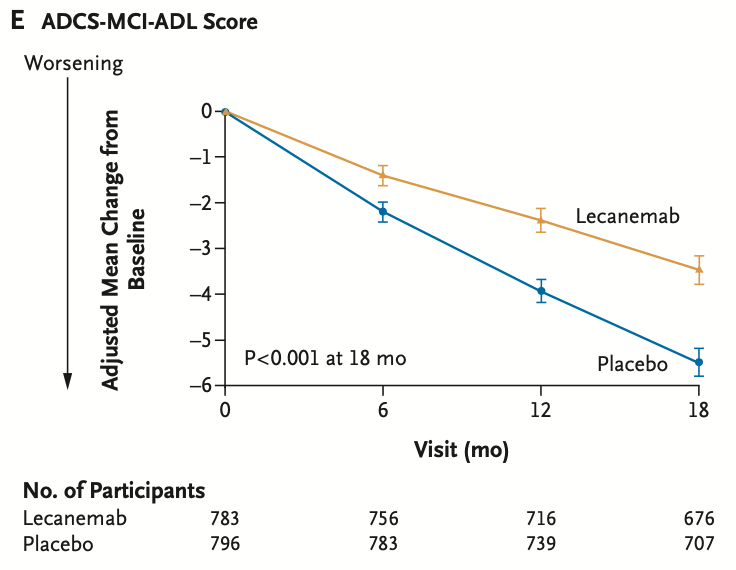 E ADCS-MCI-ADL Score
Worsening
Adjusted Mean Change from
Baseline
0
–1
–2
–3
–4
–5
–6
Lecanemab
Placebo
P<0.001 at 18 mo
0 6 12 18
Visit (mo)
No. of Participants
Lecanemab 783 756 716 676
Placebo 796 783 739 707